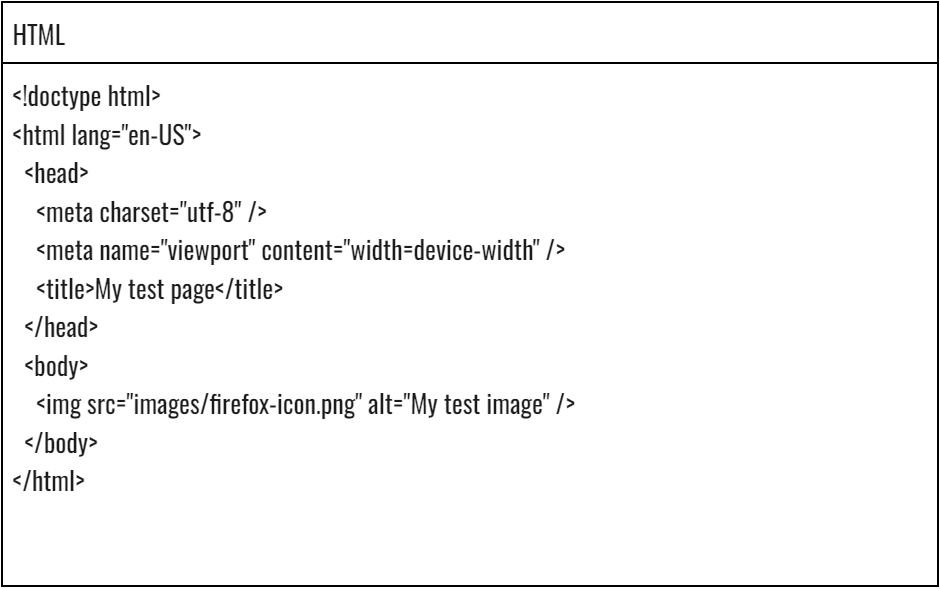 HTML
<!doctype html>
<html lang="en-US">
<head>
<meta charset="utf-8" />
<meta name="viewport" content="width=device-width" />
<title>My test page</title>
</head>
<body>
<img src="images/firefox-icon.png" alt="My test image" />
</body>
</html>